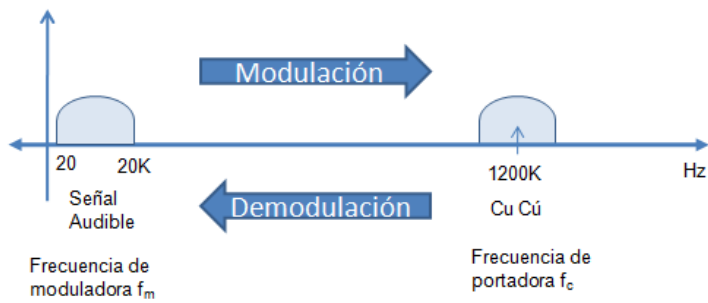 Modulación
20
20K
1200K
Hz
Señal
Audible
Demodulación
Cu Cú
Frecuencia de
moduladora fm
Frecuencia de
portadora fc